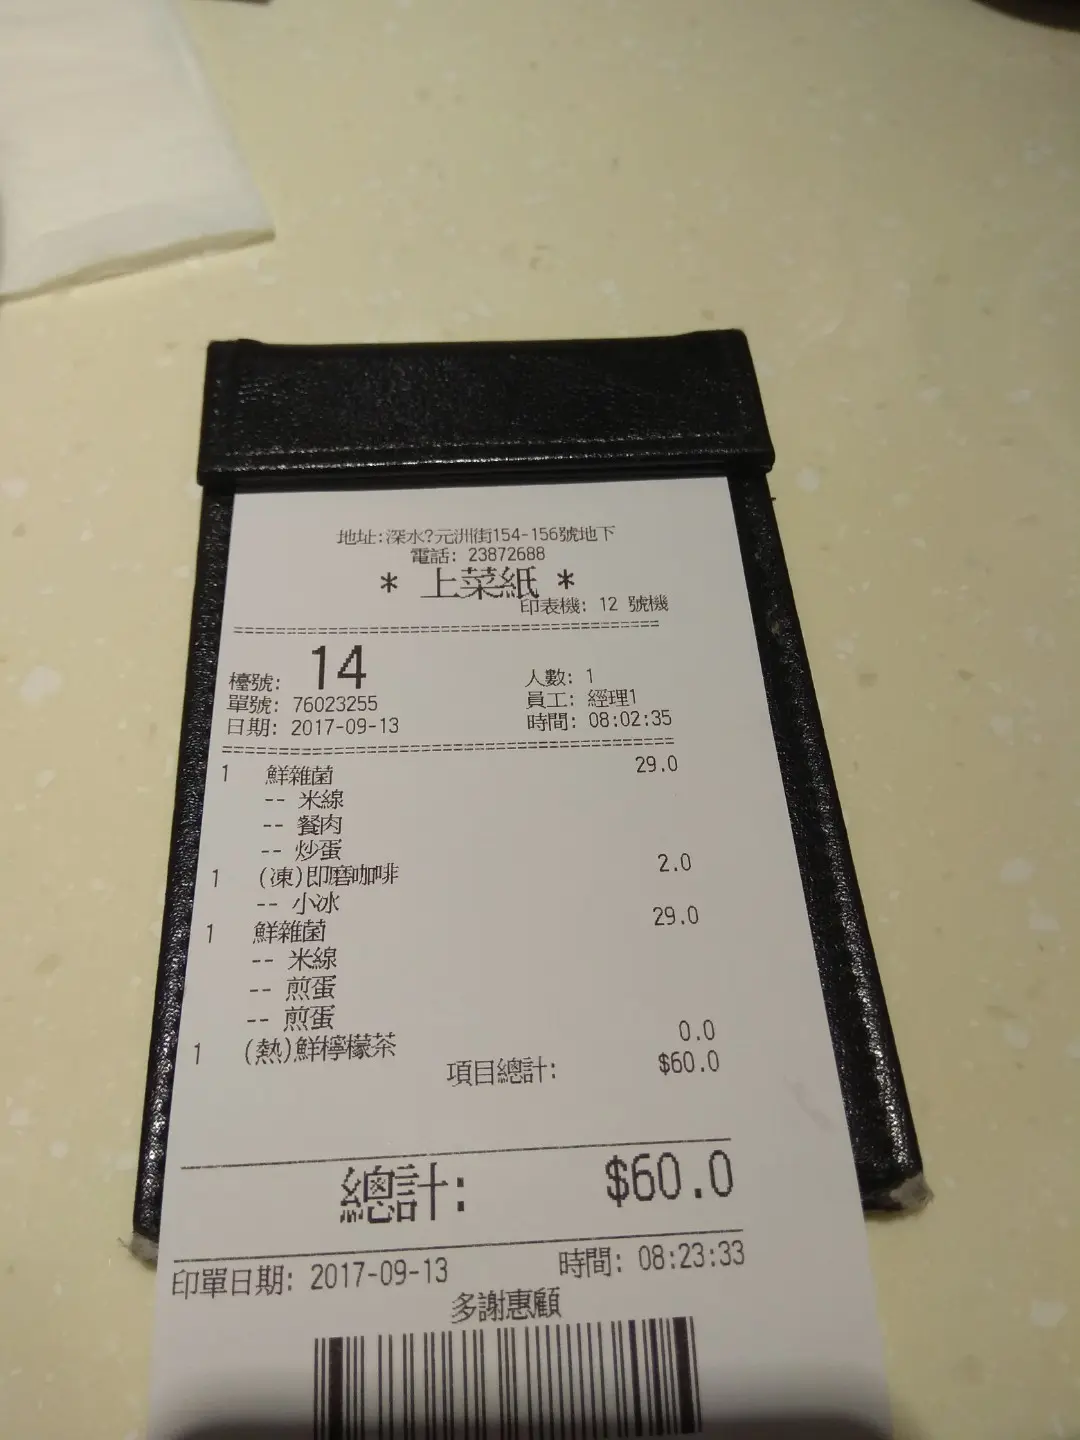 地址:深水?元洲街154-156號地下
電話: 23872688
* 上菜紙 *
印表機: 12 號機
檯號: 14 人數: 1
單號: 76023255 員工: 經理1
日期: 2017-09-13 時間: 08:02:35
1 鮮雜菌 29.0
-- 米線
-- 餐肉
-- 炒蛋
1 (凍)即磨咖啡 2.0
-- 小冰
1 鮮雜菌 29.0
-- 米線
-- 煎蛋
-- 煎蛋
1 (熱)鮮檸檬茶 0.0
項目總計: $60.0
總計: $60.0
印單日期: 2017-09-13 時間: 08:23:33
多謝惠顧